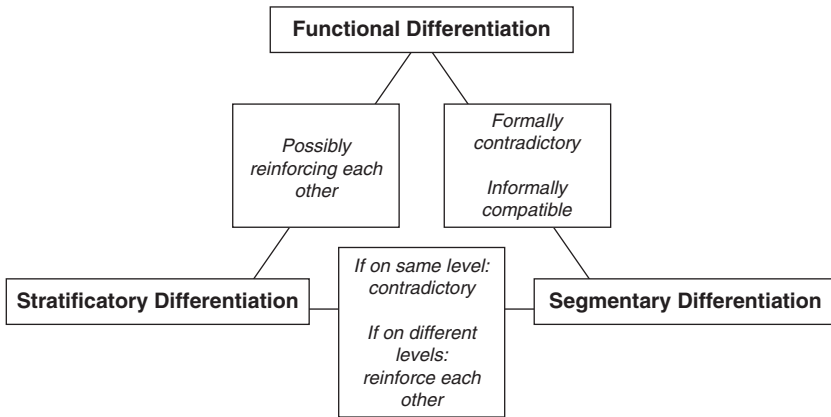 Functional Differentiation
Possibly
reinforcing each
other
Formally
contradictory
Informally
compatible
Stratificatory Differentiation
If on same level:
contradictory
If on different
levels:
reinforce each
other
Segmentary Differentiation